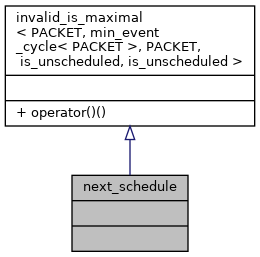 invalid_is_maximal
< PACKET, min_event
_cycle< PACKET >, PACKET,
is_unscheduled, is_unscheduled >
+ operator()()
next_schedule